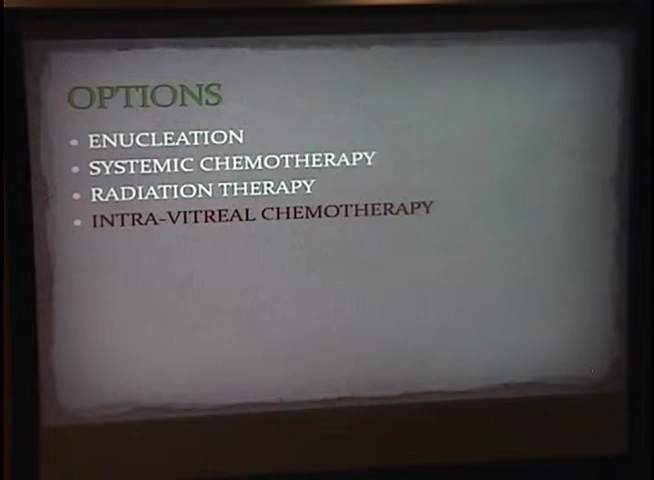 OPTIONS
• ENUCLEATION
• SYSTEMIC CHEMOTHERAPY
• RADIATION THERAPY
• INTRA-VITREAL CHEMOTHERAPY